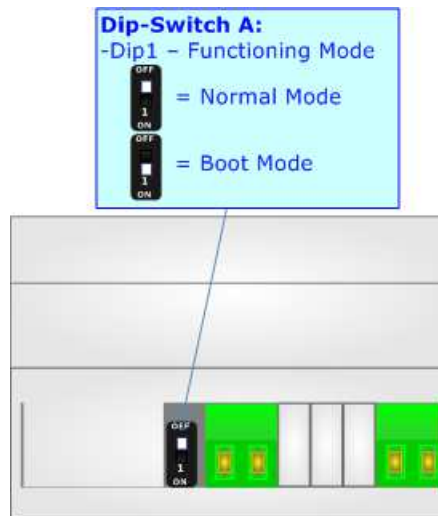 Dip-Switch A:
-Dip1 – Functioning Mode
OFF
1
ON
= Normal Mode
OFF
1
ON
= Boot Mode
OFF
1
ON